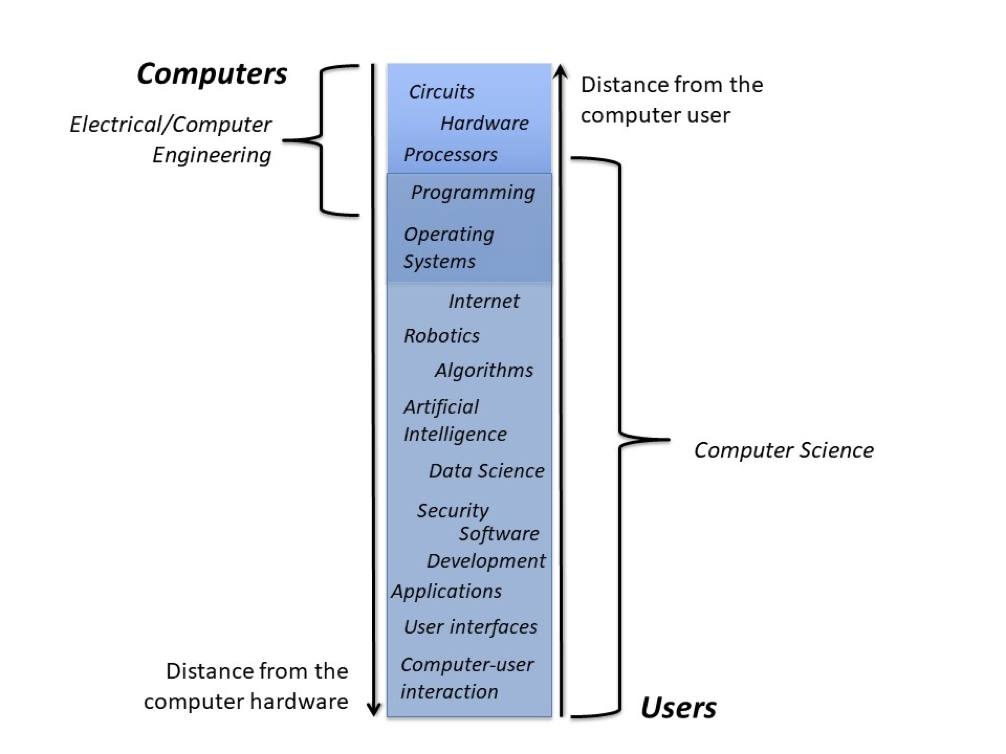 Computers
Electrical/Computer
Engineering
Circuits
Hardware
Processors
Programming
Operating
Systems
Internet
Robotics
Algorithms
Artificial
Intelligence
Data Science
Security
Software
Development
Applications
User interfaces
Computer-user
interaction
Distance from the
computer user
Computer Science
Distance from the
computer hardware
Users